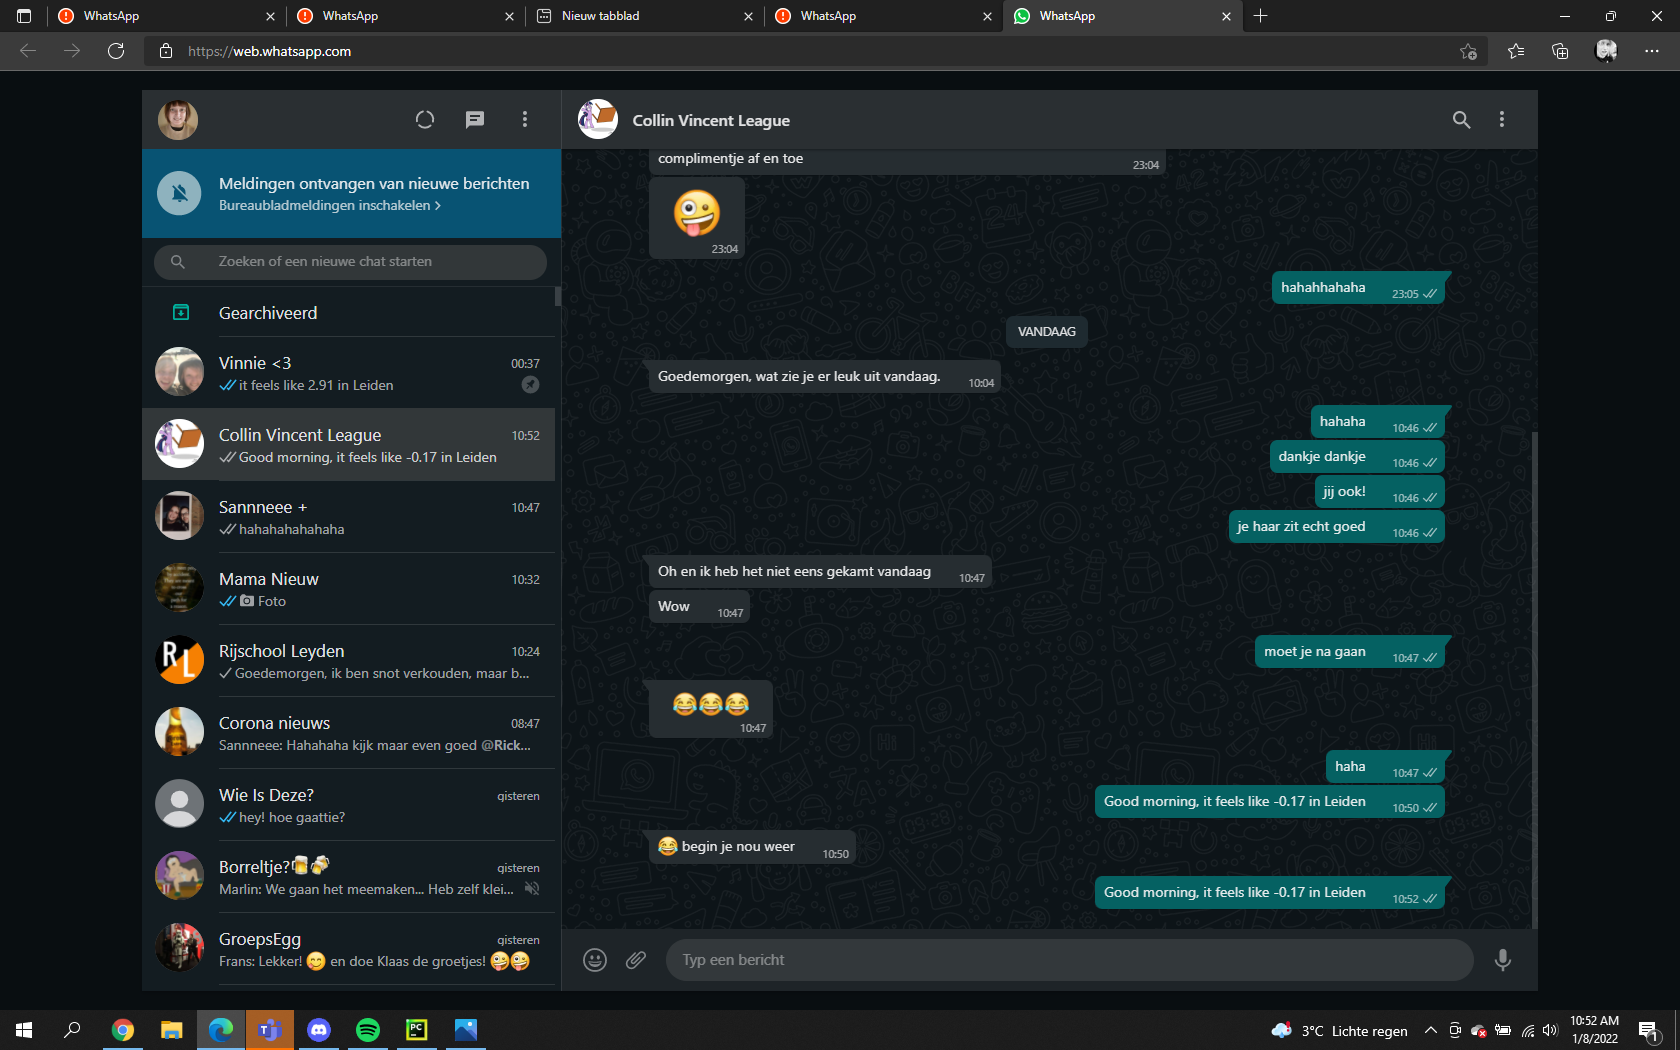 WhatsApp
WhatsApp
Nieuw tabblad
WhatsApp
WhatsApp
https://web.whatsapp.com
Meldingen ontvangen van nieuwe berichten
Bureaubladmeldingen inschakelen >
Zoeken of een nieuwe chat starten
Gearchiveerd
Vinnie <3 00:37
it feels like 2.91 in Leiden
Collin Vincent League 10:52
Good morning, it feels like -0.17 in Leiden
Sannneee + 10:47
hahahahahahaha
Mama Nieuw 10:32
Foto
RL
Rijschool Leyden 10:24
Goedemorgen, ik ben snot verkouden, maar b...
Corona nieuws 08:47
Sannneee: Hahahaha kijk maar even goed @Rick...
Wie Is Deze? gisteren
hey! hoe gaattie?
Borreltje?🍺🍻 gisteren
Marlin: We gaan het meemaken... Heb zelf klei...
GroepsEgg gisteren
Frans: Lekker! 😋 en doe Klaas de groetjes! 🤪🤪
Collin Vincent League
complimentje af en toe 23:04
🤪 23:04
hahahhahaha 23:05
VANDAAG
Goedemorgen, wat zie je er leuk uit vandaag. 10:04
hahaha 10:46
dankje dankje 10:46
jij ook! 10:46
je haar zit echt goed 10:46
Oh en ik heb het niet eens gekamt vandaag 10:47
Wow 10:47
moet je na gaan 10:47
😂😂😂 10:47
haha 10:47
Good morning, it feels like -0.17 in Leiden 10:50
😂 begin je nou weer 10:50
Good morning, it feels like -0.17 in Leiden 10:52
Typ een bericht
PC
3°C Lichte regen
10:52 AM
1/8/2022
1